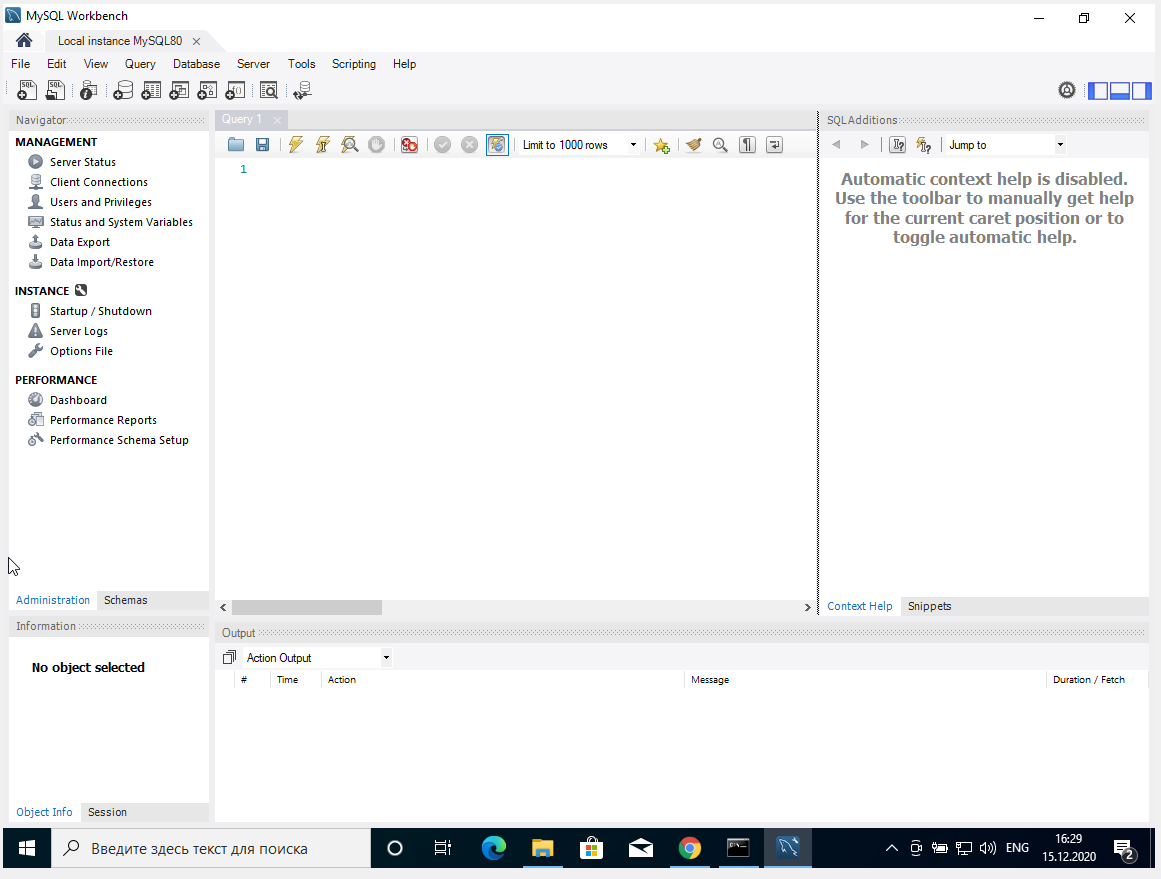 MySQL Workbench
Local instance MySQL80
File Edit View Query Database Server Tools Scripting Help
Navigator
MANAGEMENT
Server Status
Client Connections
Users and Privileges
Status and System Variables
Data Export
Data Import/Restore
INSTANCE
Startup / Shutdown
Server Logs
Options File
PERFORMANCE
Dashboard
Performance Reports
Performance Schema Setup
Administration Schemas
Information
No object selected
Object Info Session
Query 1
Limit to 1000 rows
1
SQLAdditions
Jump to
Automatic context help is disabled.
Use the toolbar to manually get help
for the current caret position or to
toggle automatic help.
Context Help Snippets
Output
Action Output
# Time Action Message Duration / Fetch
Введите здесь текст для поиска
ENG
16:29
15.12.2020
2